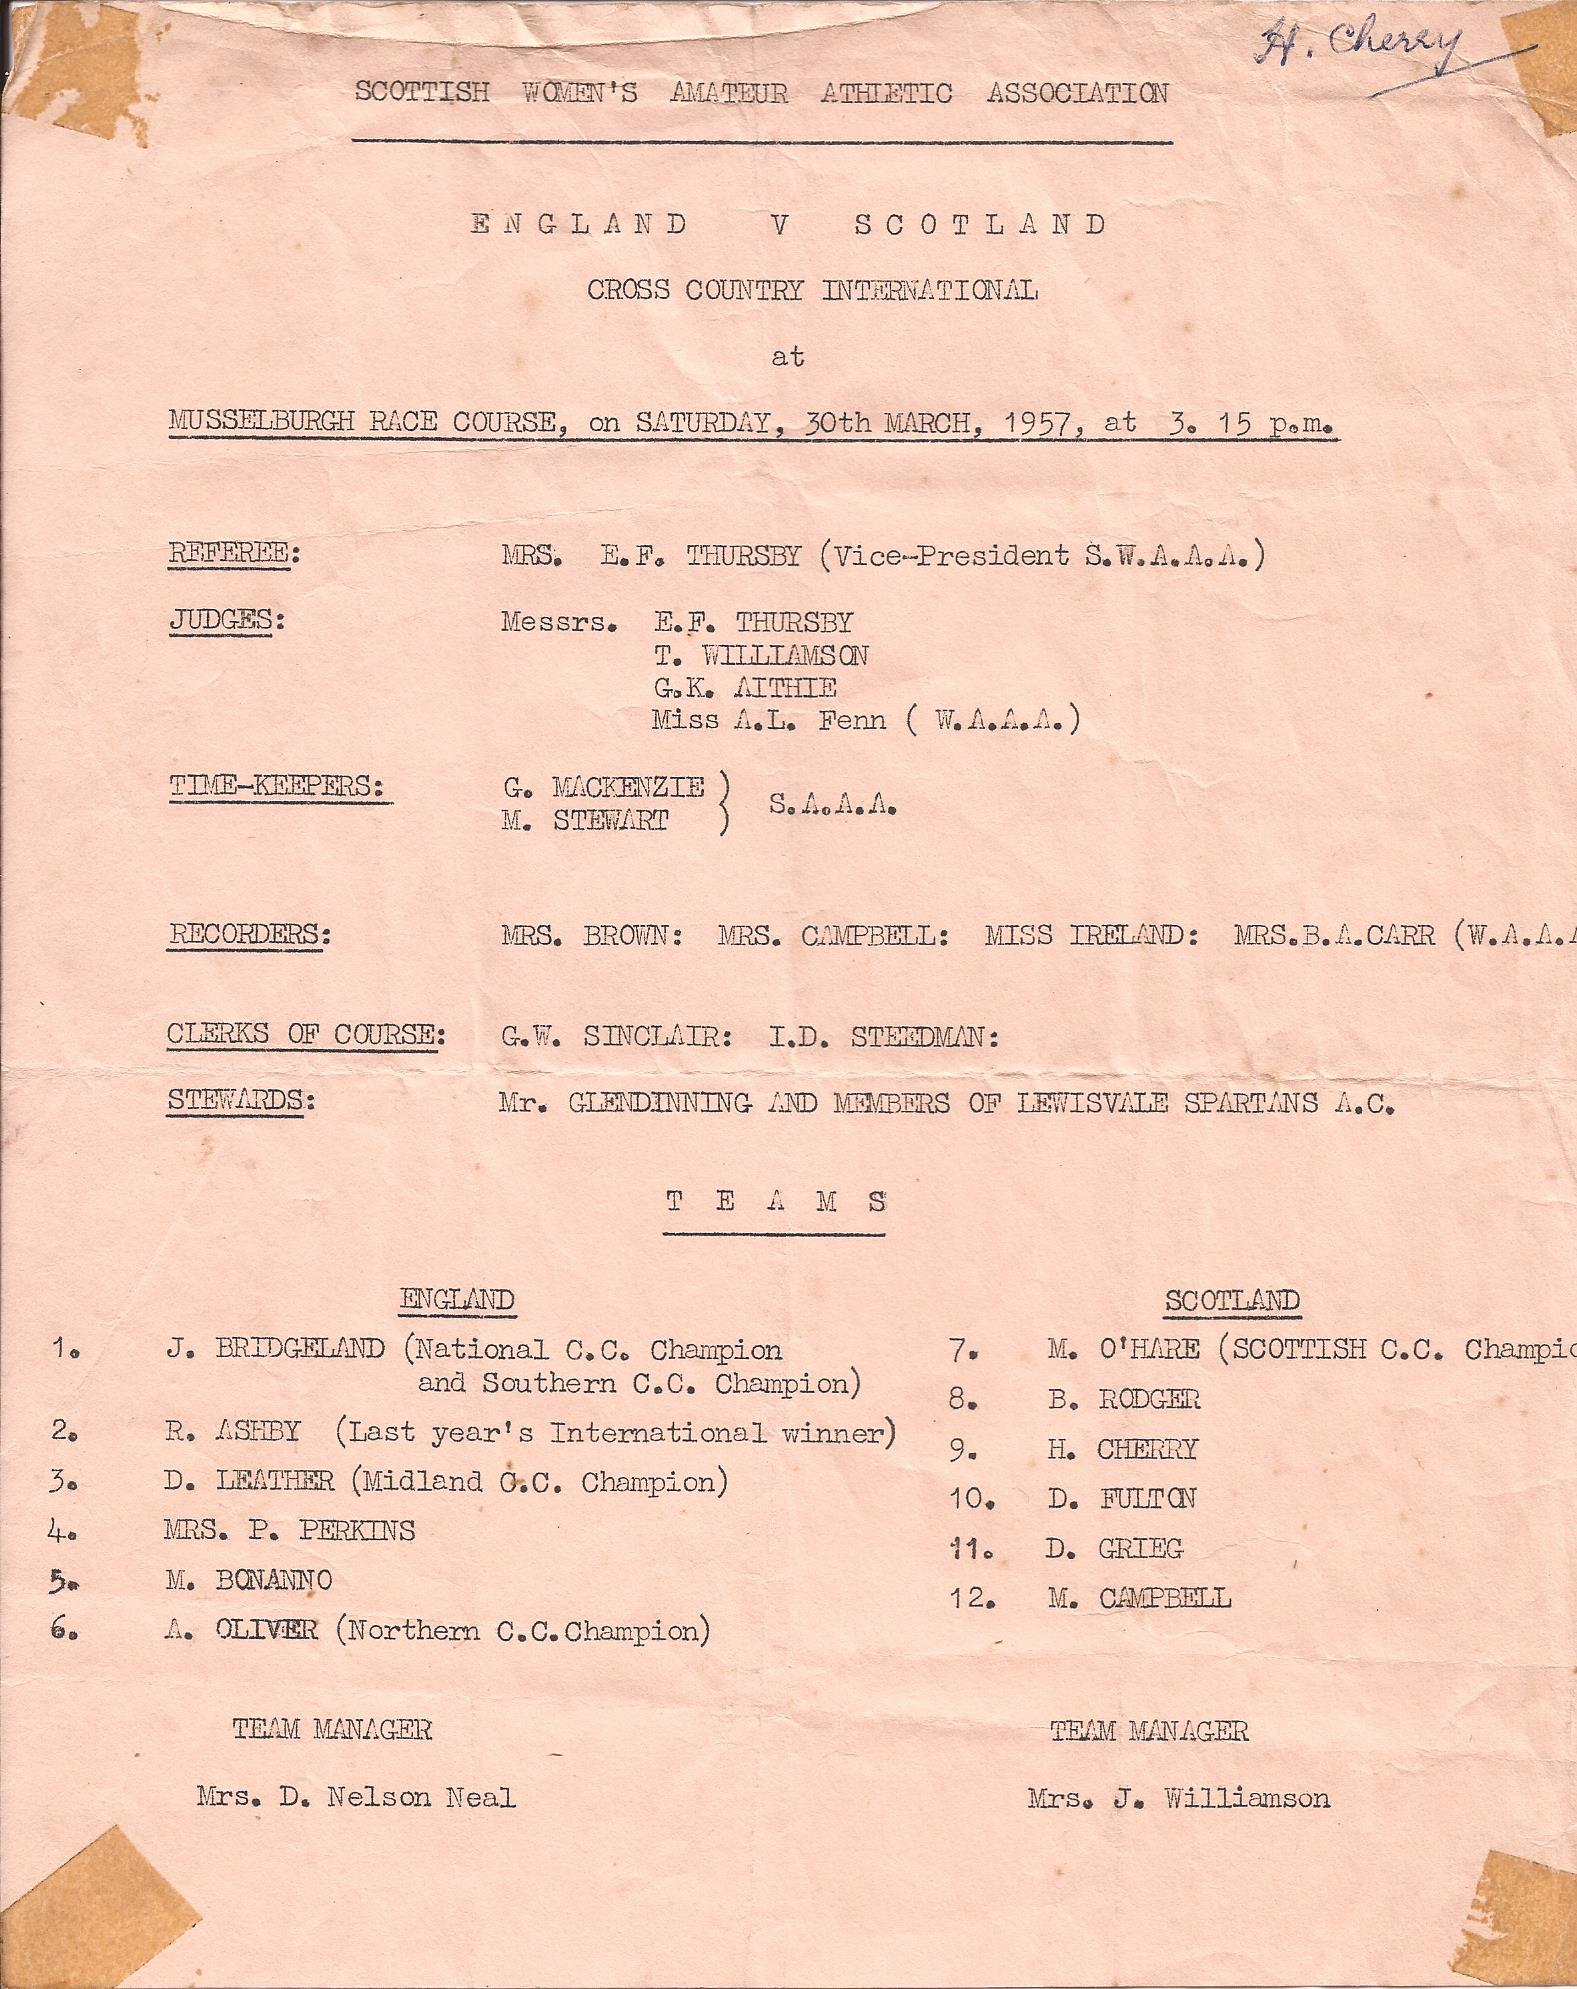 H. Cherry
SCOTTISH WOMEN'S AMATEUR ATHLETIC ASSOCIATION
ENGLAND V SCOTLAND
CROSS COUNTRY INTERNATIONAL
at
MUSSELBURGH RACE COURSE, on SATURDAY, 30th MARCH, 1957, at 3. 15 p.m.
REFEREE: MRS. E.F. THURSBY (Vice-President S.W.A.A.A.)
JUDGES: Messrs. E.F. THURSBY
T. WILLIAMSON
G.K. AITHIE
Miss A.L. Fenn ( W.A.A.A.)
TIME-KEEPERS: G. MACKENZIE } S.A.A.A.
M. STEWART
RECORDERS: MRS. BROWN: MRS. CAMPBELL: MISS IRELAND: MRS.B.A.CARR (W.A.A.A
CLERKS OF COURSE: G.W. SINCLAIR: I.D. STEEDMAN:
STEWARDS: Mr. GLENDINNING AND MEMBERS OF LEWISVALE SPARTANS A.C.
TEAMS
ENGLAND
1. J. BRIDGELAND (National C.C. Champion
and Southern C.C. Champion)
2. R. ASHBY (Last year's International winner)
3. D. LEATHER (Midland C.C. Champion)
4. MRS. P. PERKINS
5. M. BONANNO
6. A. OLIVER (Northern C.C.Champion)
TEAM MANAGER
Mrs. D. Nelson Neal
SCOTLAND
7. M. O'HARE (SCOTTISH C.C. Champio
8. B. RODGER
9. H. CHERRY
10. D. FULTON
11. D. GRIEG
12. M. CAMPBELL
TEAM MANAGER
Mrs. J. Williamson